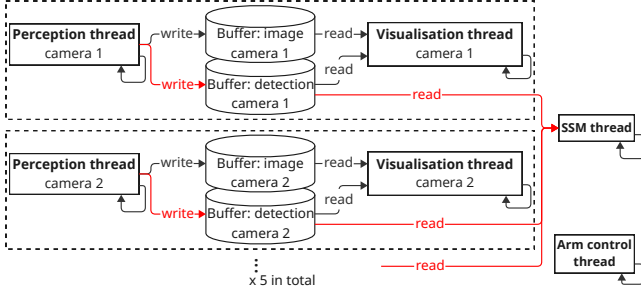 Perception thread
camera 1
write
write
Buffer: image
camera 1
Buffer: detection
camera 1
read
read
read
Visualisation thread
camera 1
SSM thread
Perception thread
camera 2
write
write
Buffer: image
camera 2
Buffer: detection
camera 2
read
read
read
Visualisation thread
camera 2
Arm control
thread
read
x 5 in total